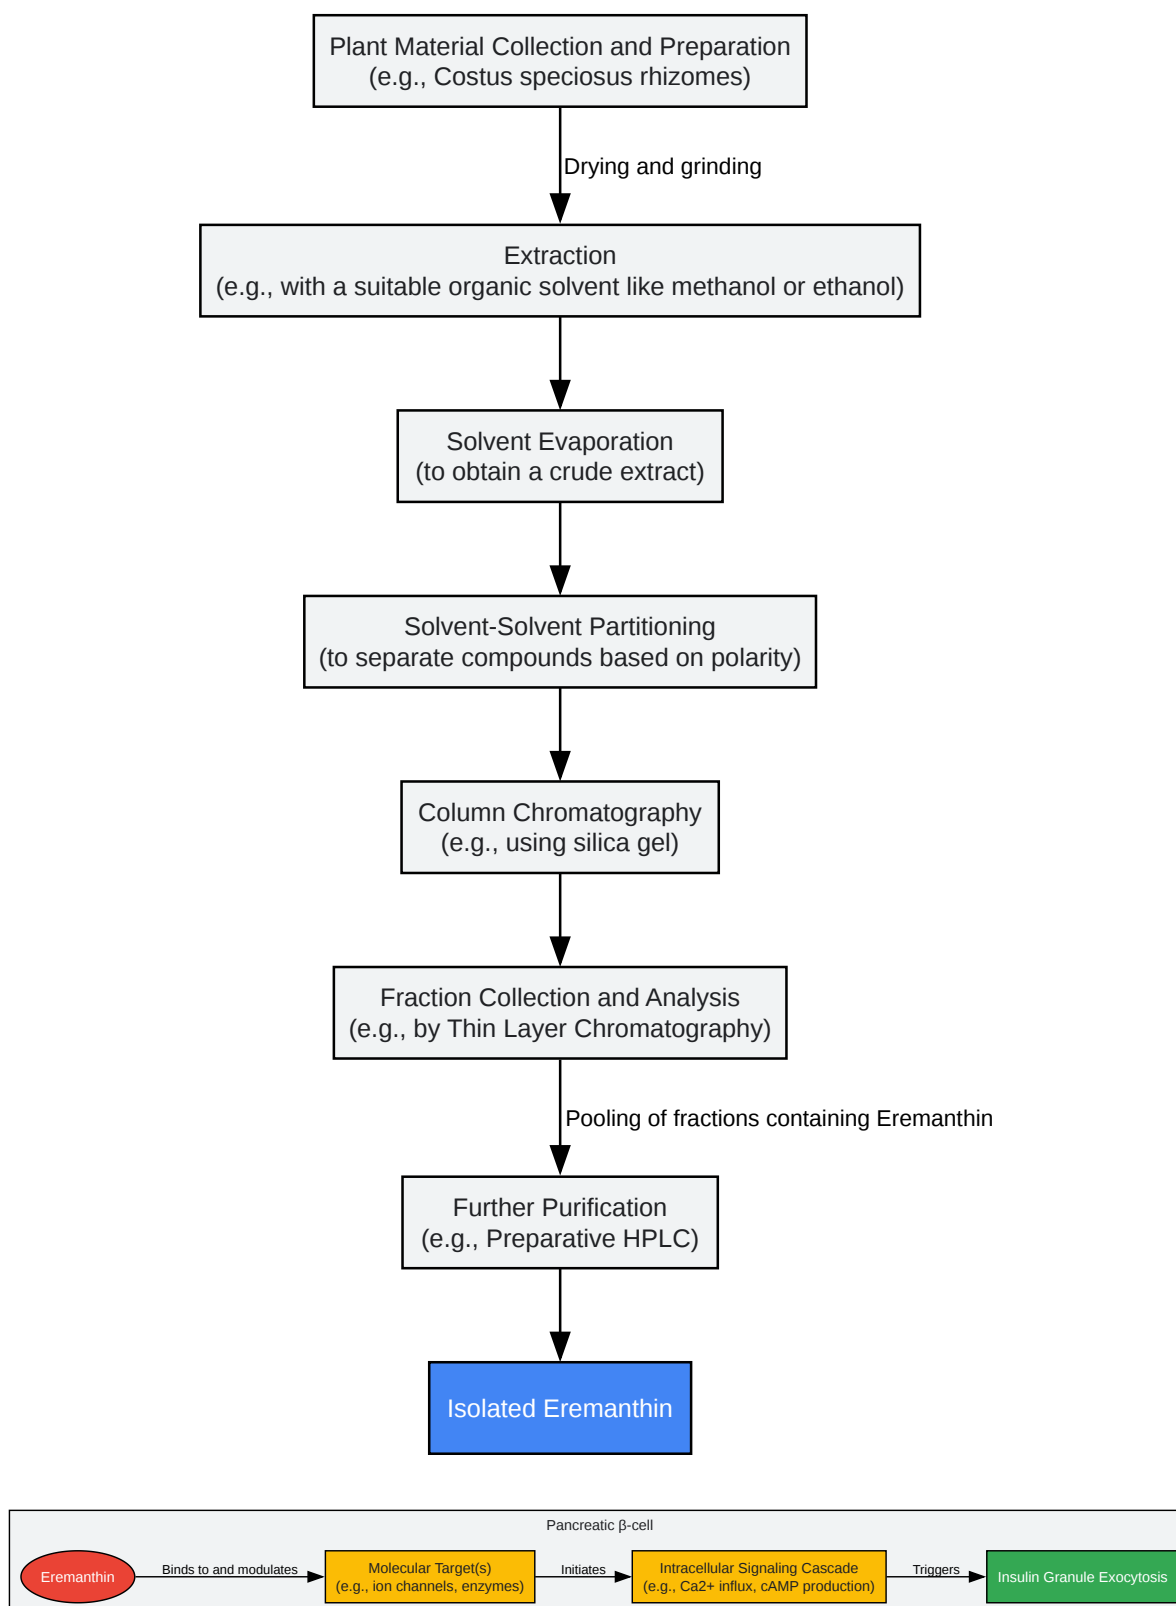 Plant Material Collection and Preparation
(e.g., Costus speciosus rhizomes)
Drying and grinding
Extraction
(e.g., with a suitable organic solvent like methanol or ethanol)
Solvent Evaporation
(to obtain a crude extract)
Solvent-Solvent Partitioning
(to separate compounds based on polarity)
Column Chromatography
(e.g., using silica gel)
Fraction Collection and Analysis
(e.g., by Thin Layer Chromatography)
Pooling of fractions containing Eremanthin
Further Purification
(e.g., Preparative HPLC)
Isolated Eremanthin
Pancreatic β-cell
Eremanthin
Binds to and modulates
Molecular Target(s)
(e.g., ion channels, enzymes)
Initiates
Intracellular Signaling Cascade
(e.g., Ca2+ influx, cAMP production)
Triggers
Insulin Granule Exocytosis